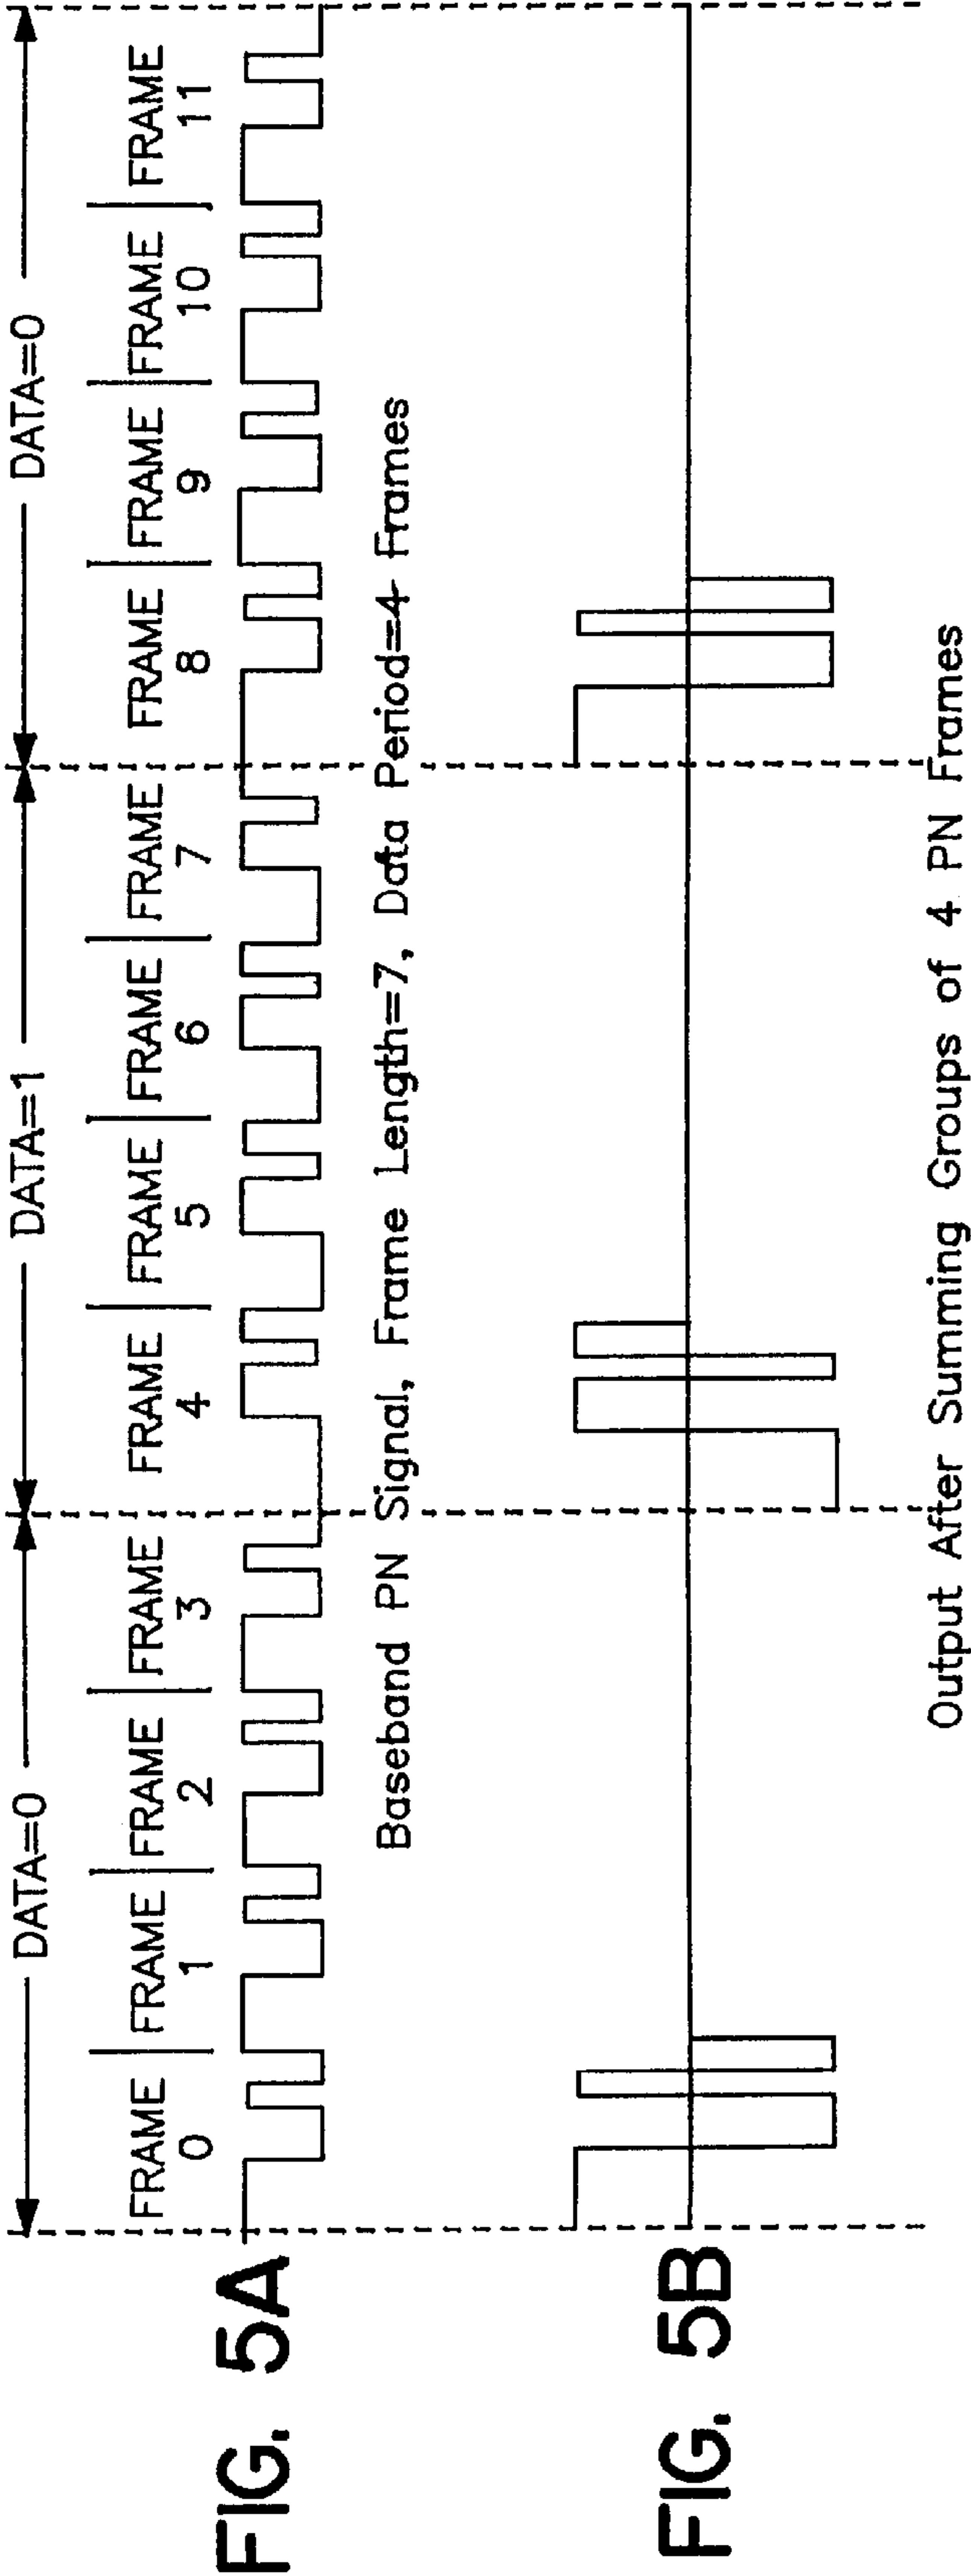 DATA=0 DATA=1 DATA=0
FRAME 0 FRAME 1 FRAME 2 FRAME 3 FRAME 4 FRAME 5 FRAME 6 FRAME 7 FRAME 8 FRAME 9 FRAME 10 FRAME 11
FIG. 5A
Baseband PN Signal, Frame Length=7, Data Period=4 Frames
FIG. 5B
Output After Summing Groups of 4 PN Frames